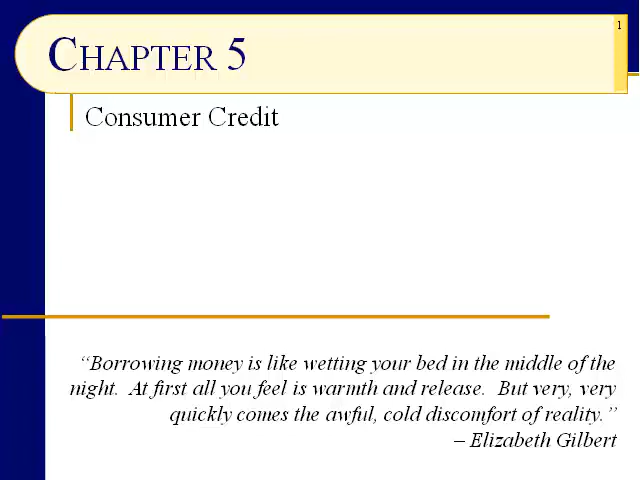 1
CHAPTER 5
Consumer Credit
“Borrowing money is like wetting your bed in the middle of the
night.  At first all you feel is warmth and release.  But very, very
quickly comes the awful, cold discomfort of reality.”
– Elizabeth Gilbert